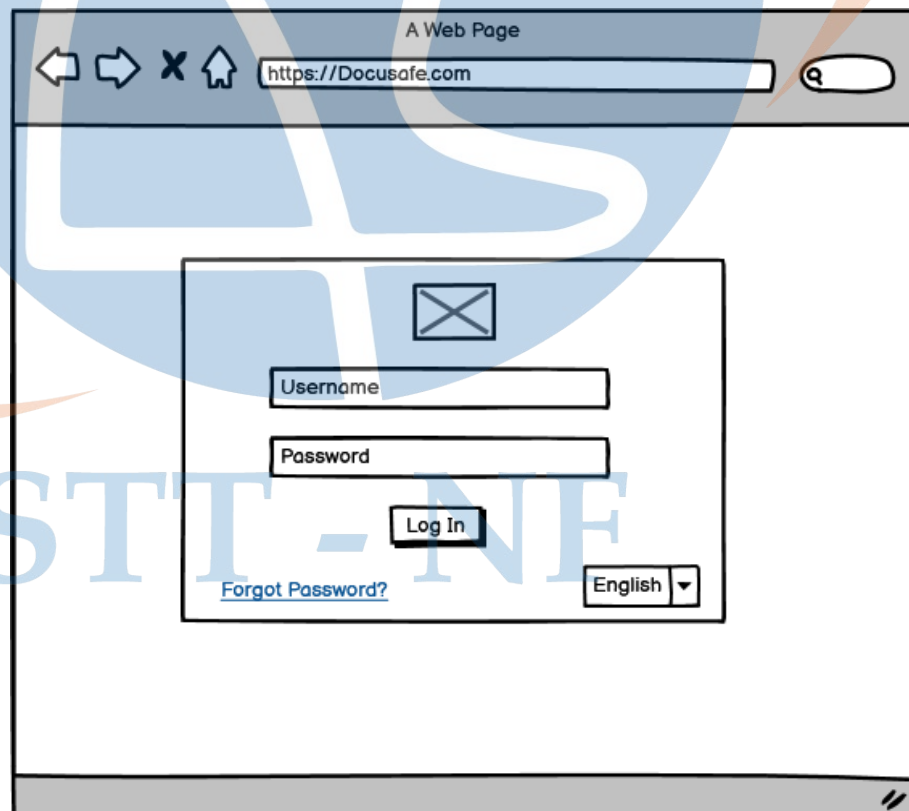 A Web Page
https://Docusafe.com
Username
Password
Log In
Forgot Password?
English
STT - NF